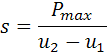 s = P_max / (u_2 − u_1)